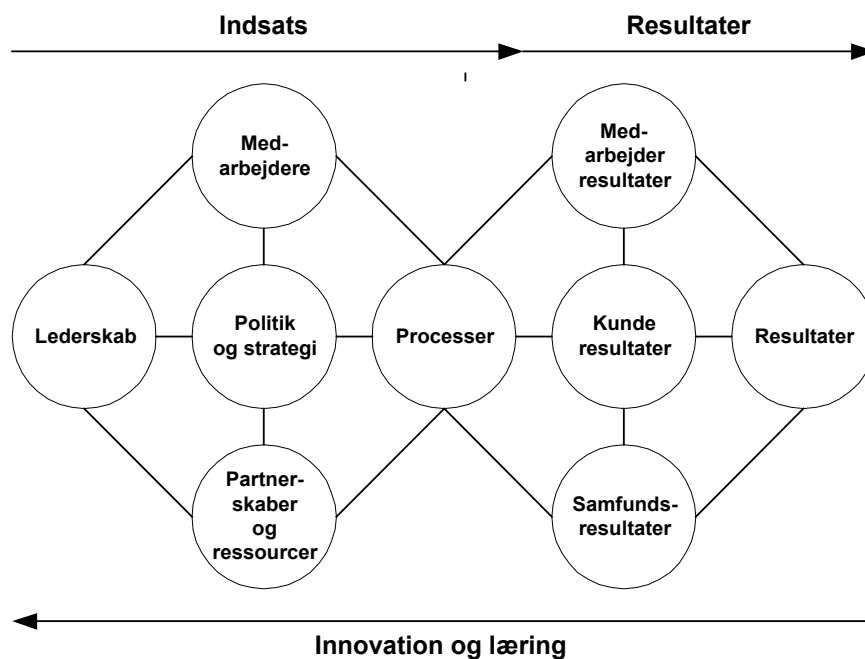 Indsats
Resultater
Med-
arbejdere
Med-
arbejder
resultater
Lederskab
Politik
og strategi
Processer
Kunde
resultater
Resultater
Partner-
skaber
og
ressourcer
Samfunds-
resultater
Innovation og læring